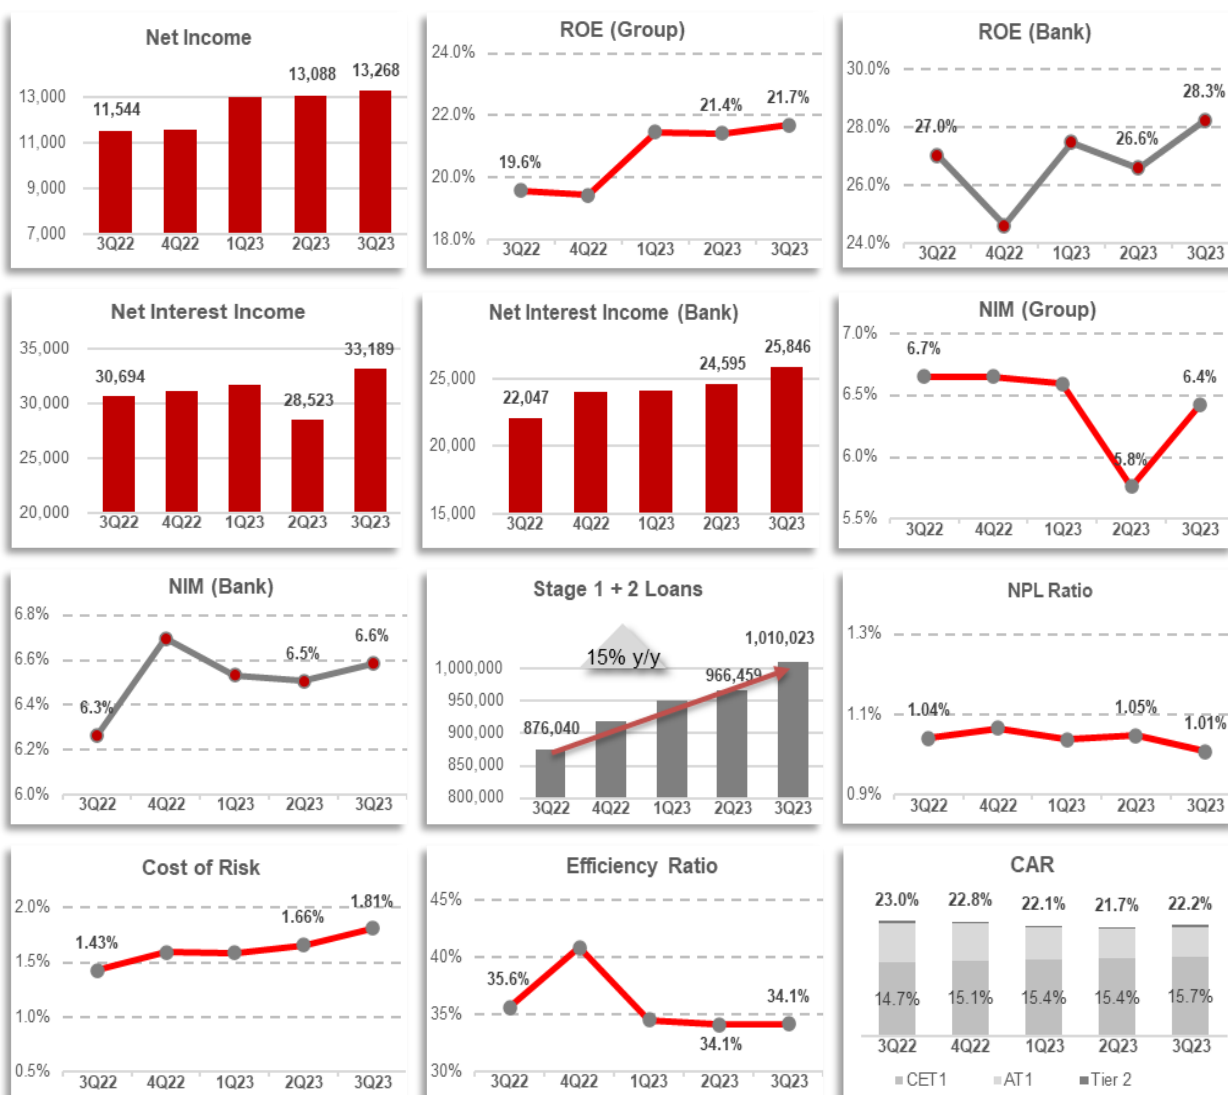 Net Income
13,000
11,000
9,000
7,000
11,544
13,088
13,268
3Q22 4Q22 1Q23 2Q23 3Q23
ROE (Group)
24.0%
22.0%
20.0%
18.0%
19.6%
21.4%
21.7%
3Q22 4Q22 1Q23 2Q23 3Q23
ROE (Bank)
30.0%
28.0%
26.0%
24.0%
27.0%
26.6%
28.3%
3Q22 4Q22 1Q23 2Q23 3Q23
Net Interest Income
35,000
30,000
25,000
20,000
30,694
28,523
33,189
3Q22 4Q22 1Q23 2Q23 3Q23
Net Interest Income (Bank)
25,000
20,000
15,000
22,047
24,595
25,846
3Q22 4Q22 1Q23 2Q23 3Q23
NIM (Group)
7.0%
6.5%
6.0%
5.5%
6.7%
5.8%
6.4%
3Q22 4Q22 1Q23 2Q23 3Q23
NIM (Bank)
6.8%
6.6%
6.4%
6.2%
6.0%
6.3%
6.5%
6.6%
3Q22 4Q22 1Q23 2Q23 3Q23
Stage 1 + 2 Loans
15% y/y
1,000,000
950,000
900,000
850,000
800,000
876,040
966,459
1,010,023
3Q22 4Q22 1Q23 2Q23 3Q23
NPL Ratio
1.3%
1.1%
0.9%
1.04%
1.05%
1.01%
3Q22 4Q22 1Q23 2Q23 3Q23
Cost of Risk
2.0%
1.5%
1.0%
0.5%
1.43%
1.66%
1.81%
3Q22 4Q22 1Q23 2Q23 3Q23
Efficiency Ratio
45%
40%
35%
30%
35.6%
34.1%
34.1%
3Q22 4Q22 1Q23 2Q23 3Q23
CAR
23.0% 22.8% 22.1% 21.7% 22.2%
14.7% 15.1% 15.4% 15.4% 15.7%
3Q22 4Q22 1Q23 2Q23 3Q23
CET1 AT1 Tier 2